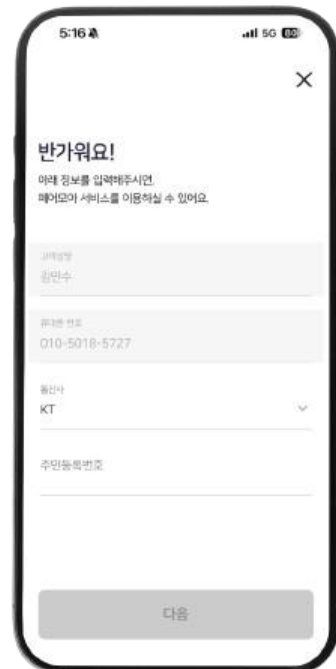 5:16
5G 60
반가워요!
아래 정보를 입력해주시면,
페어모아 서비스를 이용하실 수 있어요.
고객성명
김민수
휴대폰 번호
010-5018-5727
통신사
KT
주민등록번호
다음